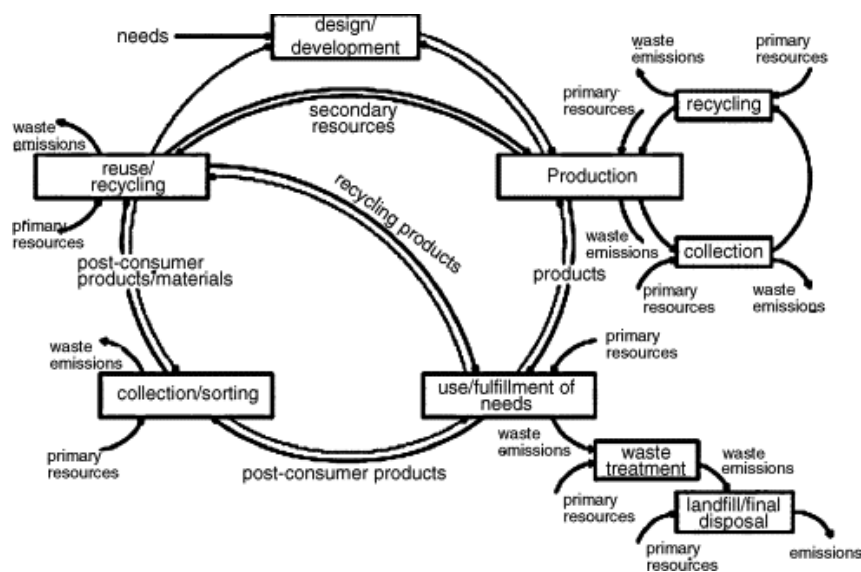 needs
design/
development
waste
emissions
primary
resources
recycling
primary
resources
secondary
resources
waste
emissions
reuse/
recycling
Production
primary
resources
recycling products
waste
emissions
collection
post-consumer
products/materials
products
primary
resources
waste
emissions
waste
emissions
primary
resources
collection/sorting
use/fulfillment of
needs
primary
resources
post-consumer products
waste
emissions
waste
treatment
waste
emissions
primary
resources
landfill/final
disposal
primary
resources
emissions